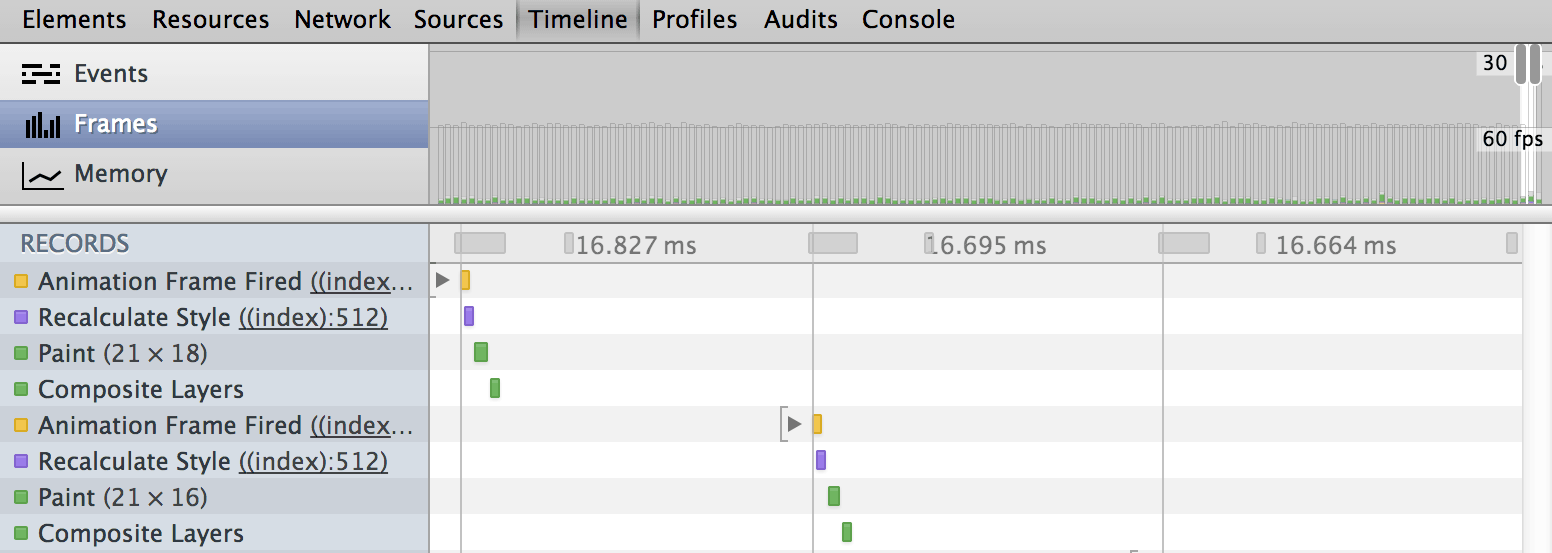 Elements Resources Network Sources Timeline Profiles Audits Console
Events
30
Frames
60 fps
Memory
RECORDS 16.827 ms 16.695 ms 16.664 ms
Animation Frame Fired ((index...
Recalculate Style ((index):512)
Paint (21 × 18)
Composite Layers
Animation Frame Fired ((index...
Recalculate Style ((index):512)
Paint (21 × 16)
Composite Layers